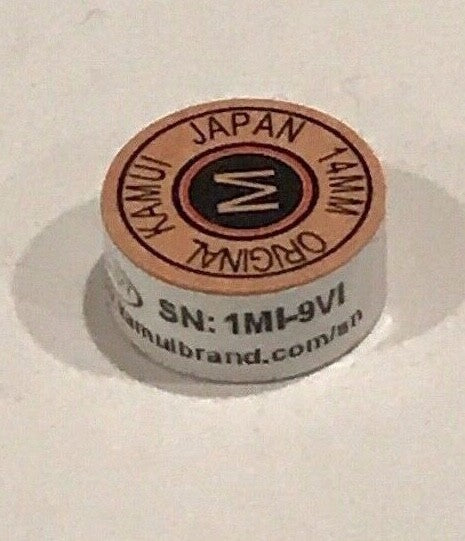 KAMUI JAPAN 14MM ORIGINAL
M
SN: 1MI-9VI
kamuibrand.com/sn